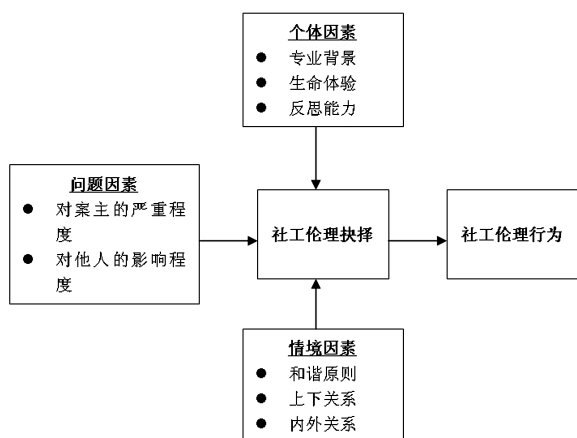 个体因素
● 专业背景
● 生命体验
● 反思能力
问题因素
● 对案主的严重程
度
● 对他人的影响程
度
社工伦理抉择
社工伦理行为
情境因素
● 和谐原则
● 上下关系
● 内外关系